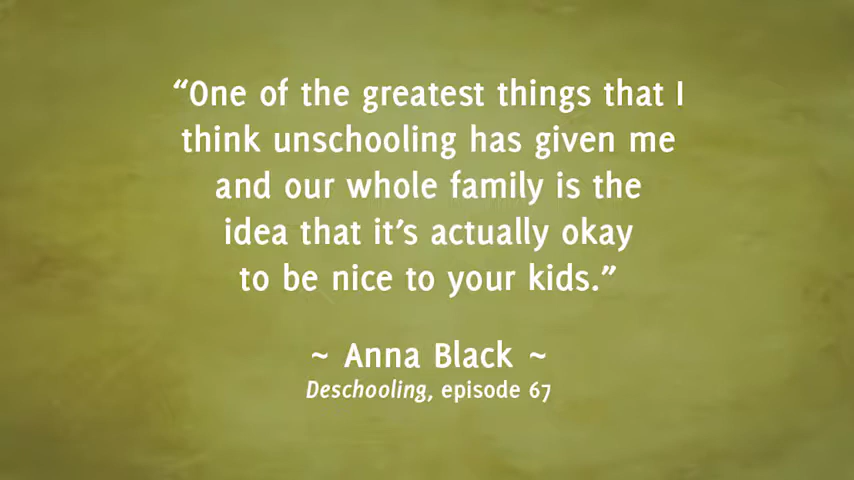 “One of the greatest things that I
think unschooling has given me
and our whole family is the
idea that it’s actually okay
to be nice to your kids.”
~ Anna Black ~
Deschooling, episode 67